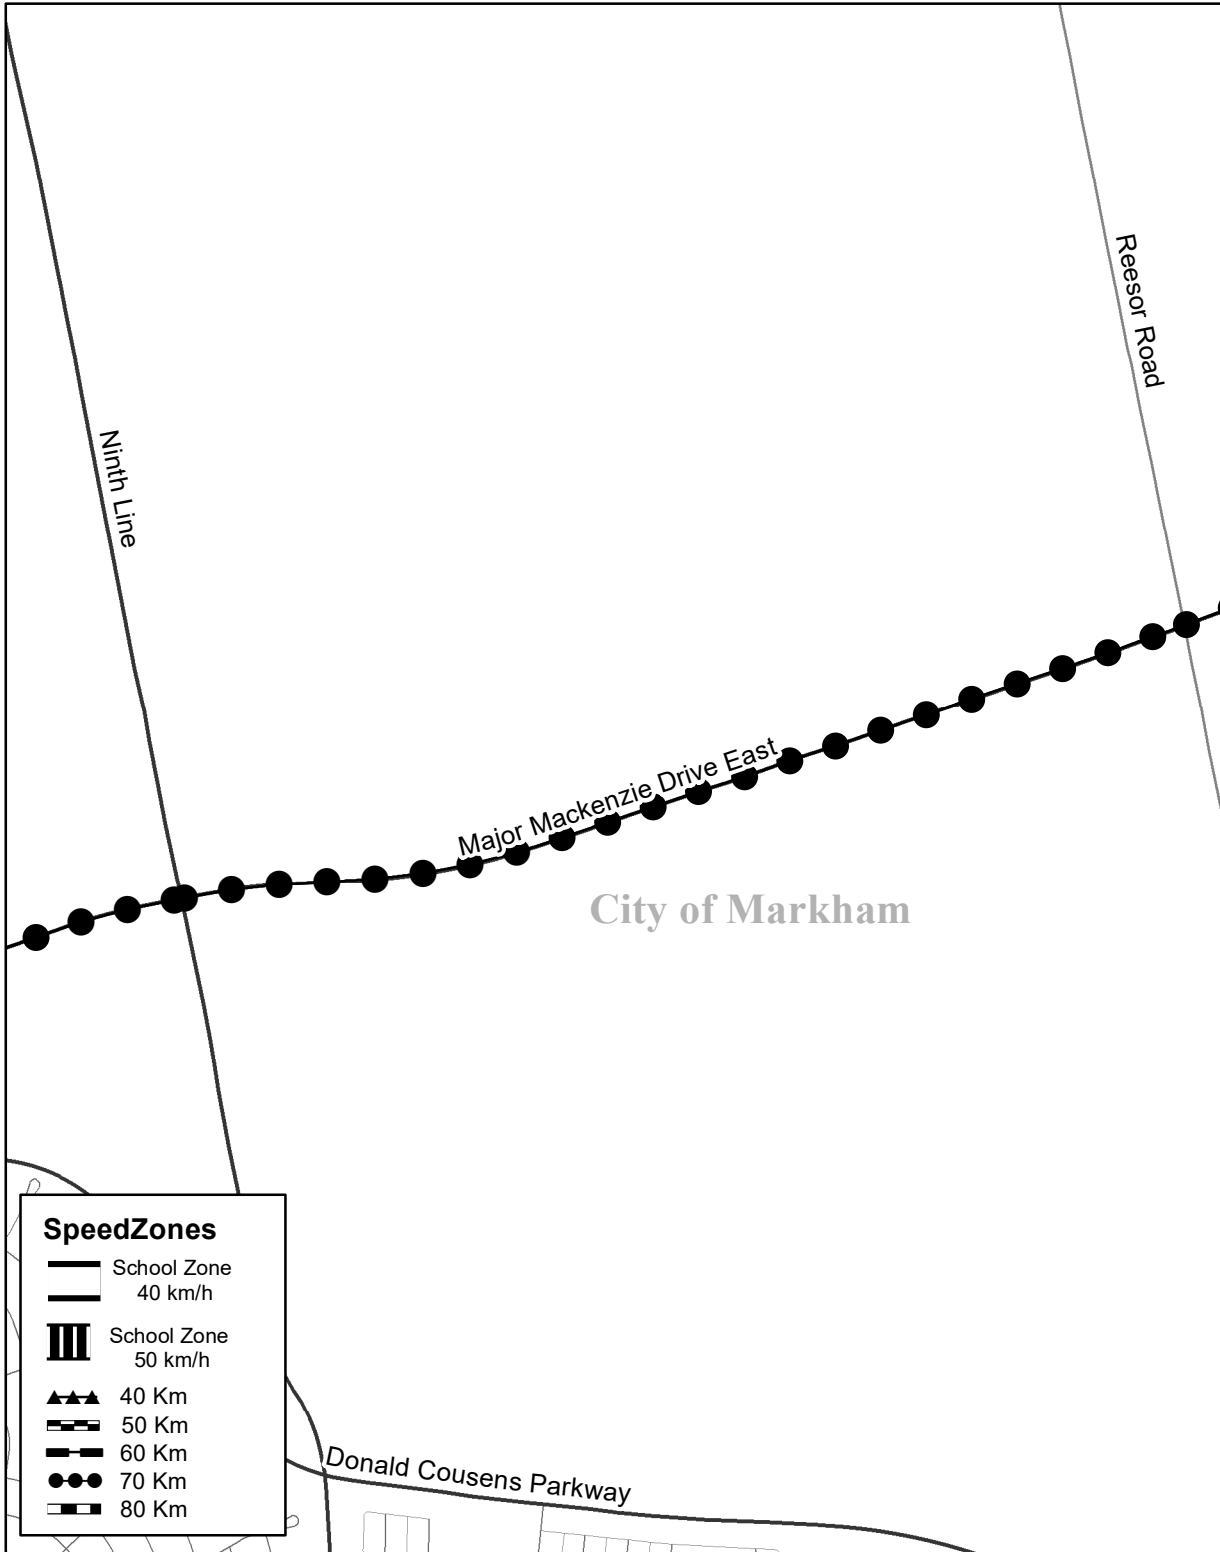 Reesor Road
Ninth Line
Major Mackenzie Drive East
City of Markham
SpeedZones
School Zone
40 km/h
School Zone
50 km/h
40 Km
50 Km
60 Km
70 Km
80 Km
Donald Cousens Parkway